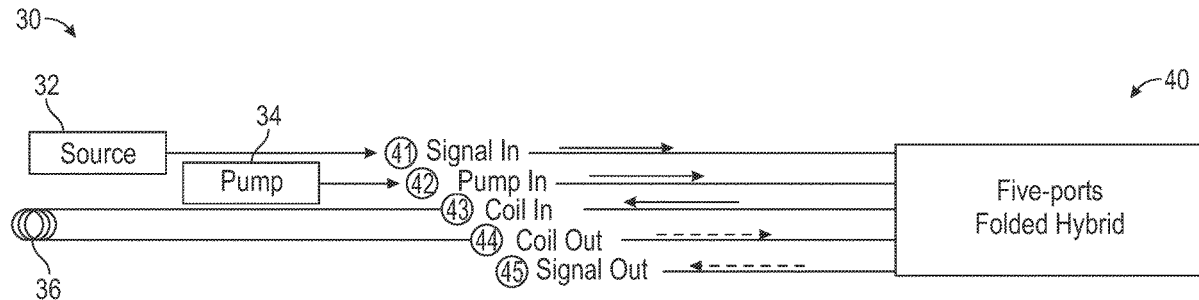 30
40
32
34
Source
41 Signal In
Pump
42 Pump In
43 Coil In
Five-ports
Folded Hybrid
44 Coil Out
45 Signal Out
36